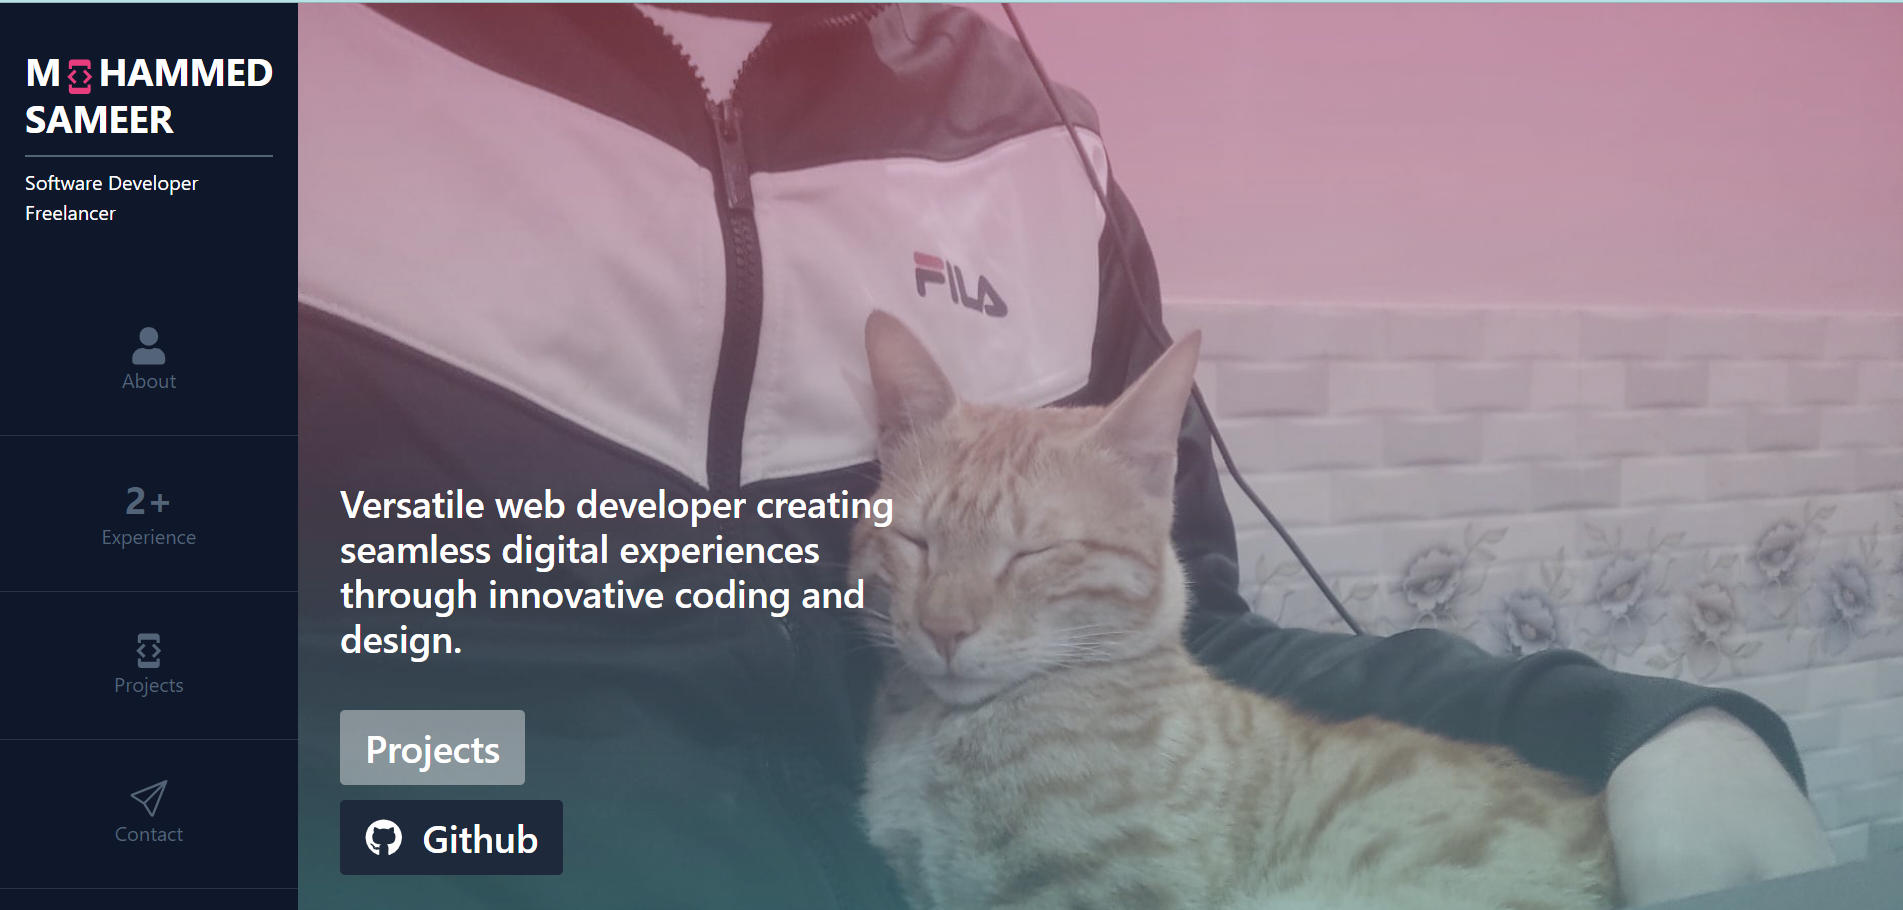 M HAMMED
SAMEER
Software Developer
Freelancer
About
2+
Experience
Projects
Contact
FILA
Versatile web developer creating
seamless digital experiences
through innovative coding and
design.
Projects
Github